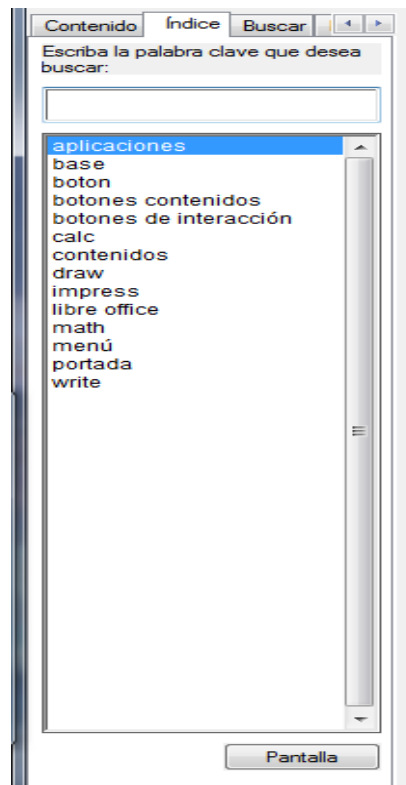 Contenido Índice Buscar
Escriba la palabra clave que desea
buscar:
aplicaciones
base
boton
botones contenidos
botones de interacción
calc
contenidos
draw
impress
libre office
math
menú
portada
write
Pantalla